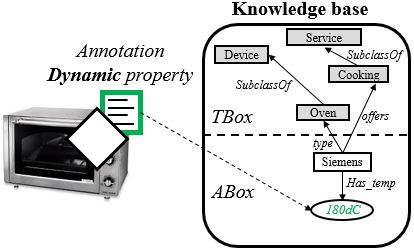 Knowledge base
Annotation
Dynamic property
Service
Device
SubclassOf
Cooking
SubclassOf
Oven
offers
TBox
type
Siemens
ABox
Has_temp
180dC